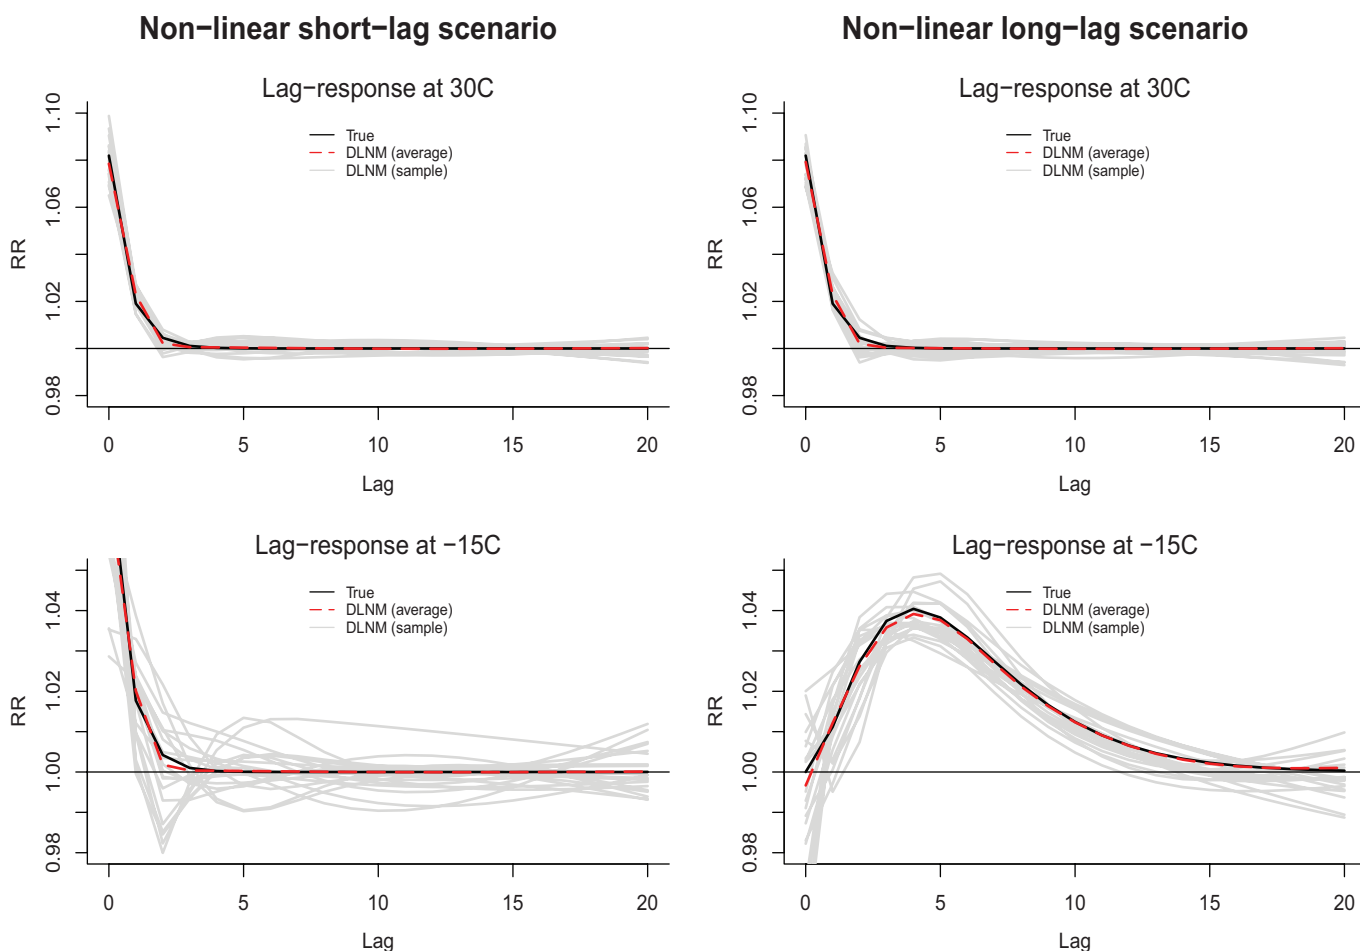 Non−linear short−lag scenario
Non−linear long−lag scenario
Lag−response at 30C
True
DLNM (average)
DLNM (sample)
RR
0.98
1.02
1.06
1.10
0 5 10 15 20
Lag
Lag−response at 30C
True
DLNM (average)
DLNM (sample)
RR
0.98
1.02
1.06
1.10
0 5 10 15 20
Lag
Lag−response at −15C
True
DLNM (average)
DLNM (sample)
RR
0.98
1.00
1.02
1.04
0 5 10 15 20
Lag
Lag−response at −15C
True
DLNM (average)
DLNM (sample)
RR
0.98
1.00
1.02
1.04
0 5 10 15 20
Lag